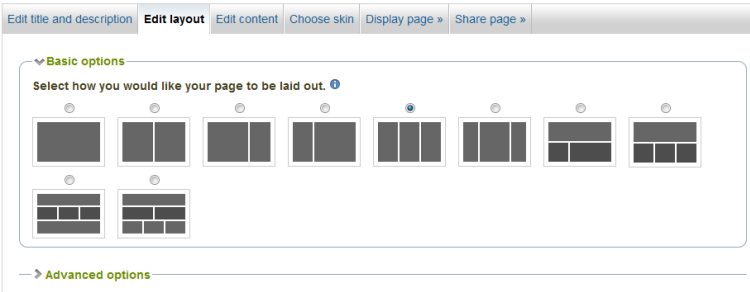 Edit title and description Edit layout Edit content Choose skin Display page » Share page »
Basic options
Select how you would like your page to be laid out.
Advanced options